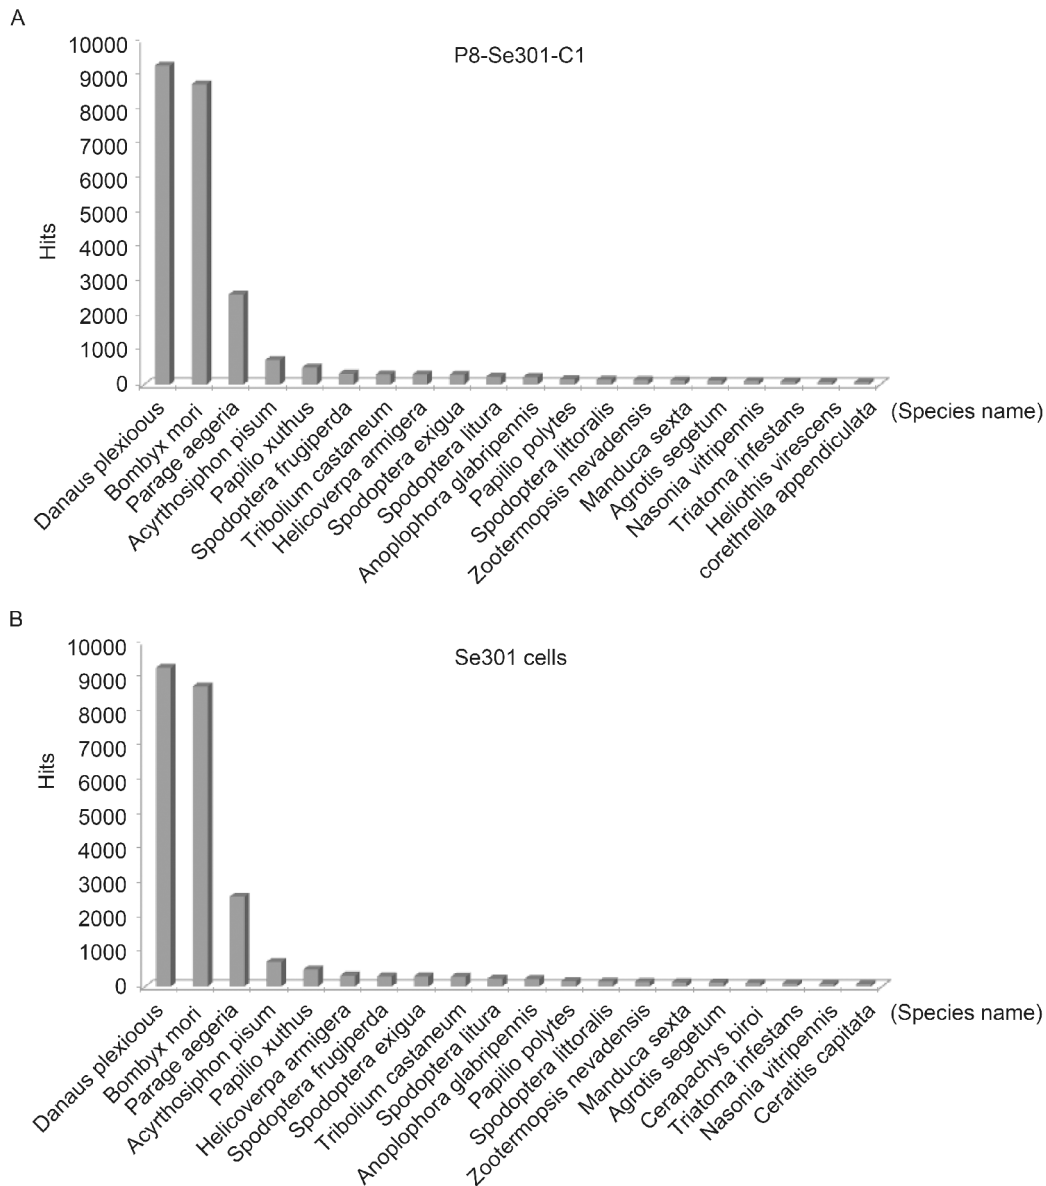 A
P8-Se301-C1
10000
9000
8000
7000
6000
5000
4000
3000
2000
1000
0
Hits
Danaus plexioous
Bombyx mori
Parage aegeria
Acyrthosiphon pisum
Papilio xuthus
Spodoptera frugiperda
Tribolium castaneum
Helicoverpa armigera
Spodoptera exigua
Spodoptera litura
Anoplophora glabripennis
Papilio polytes
Spodoptera littoralis
Zootermopsis nevadensis
Manduca sexta
Agrotis segetum
Nasonia vitripennis
Triatoma infestans
Heliothis virescens
corethrella appendiculata
(Species name)
B
Se301 cells
10000
9000
8000
7000
6000
5000
4000
3000
2000
1000
0
Hits
Danaus plexioous
Bombyx mori
Parage aegeria
Acyrthosiphon pisum
Papilio xuthus
Helicoverpa armigera
Spodoptera frugiperda
Spodoptera exigua
Tribolium castaneum
Spodoptera litura
Anoplophora glabripennis
Papilio polytes
Spodoptera littoralis
Zootermopsis nevadensis
Manduca sexta
Agrotis segetum
Cerapachys biroi
Triatoma infestans
Nasonia vitripennis
Ceratitis capitata
(Species name)